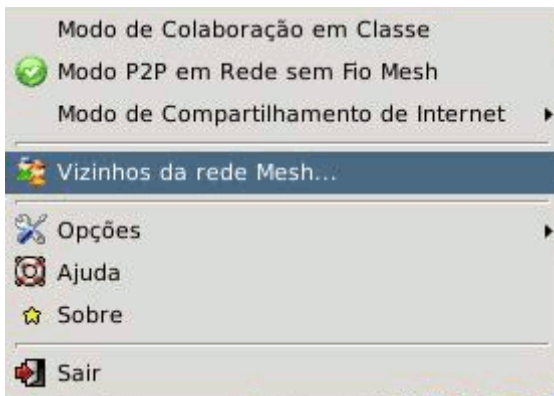 Modo de Colaboração em Classe
Modo P2P em Rede sem Fio Mesh
Modo de Compartilhamento de Internet
Vizinhos da rede Mesh...
Opções
Ajuda
Sobre
Sair